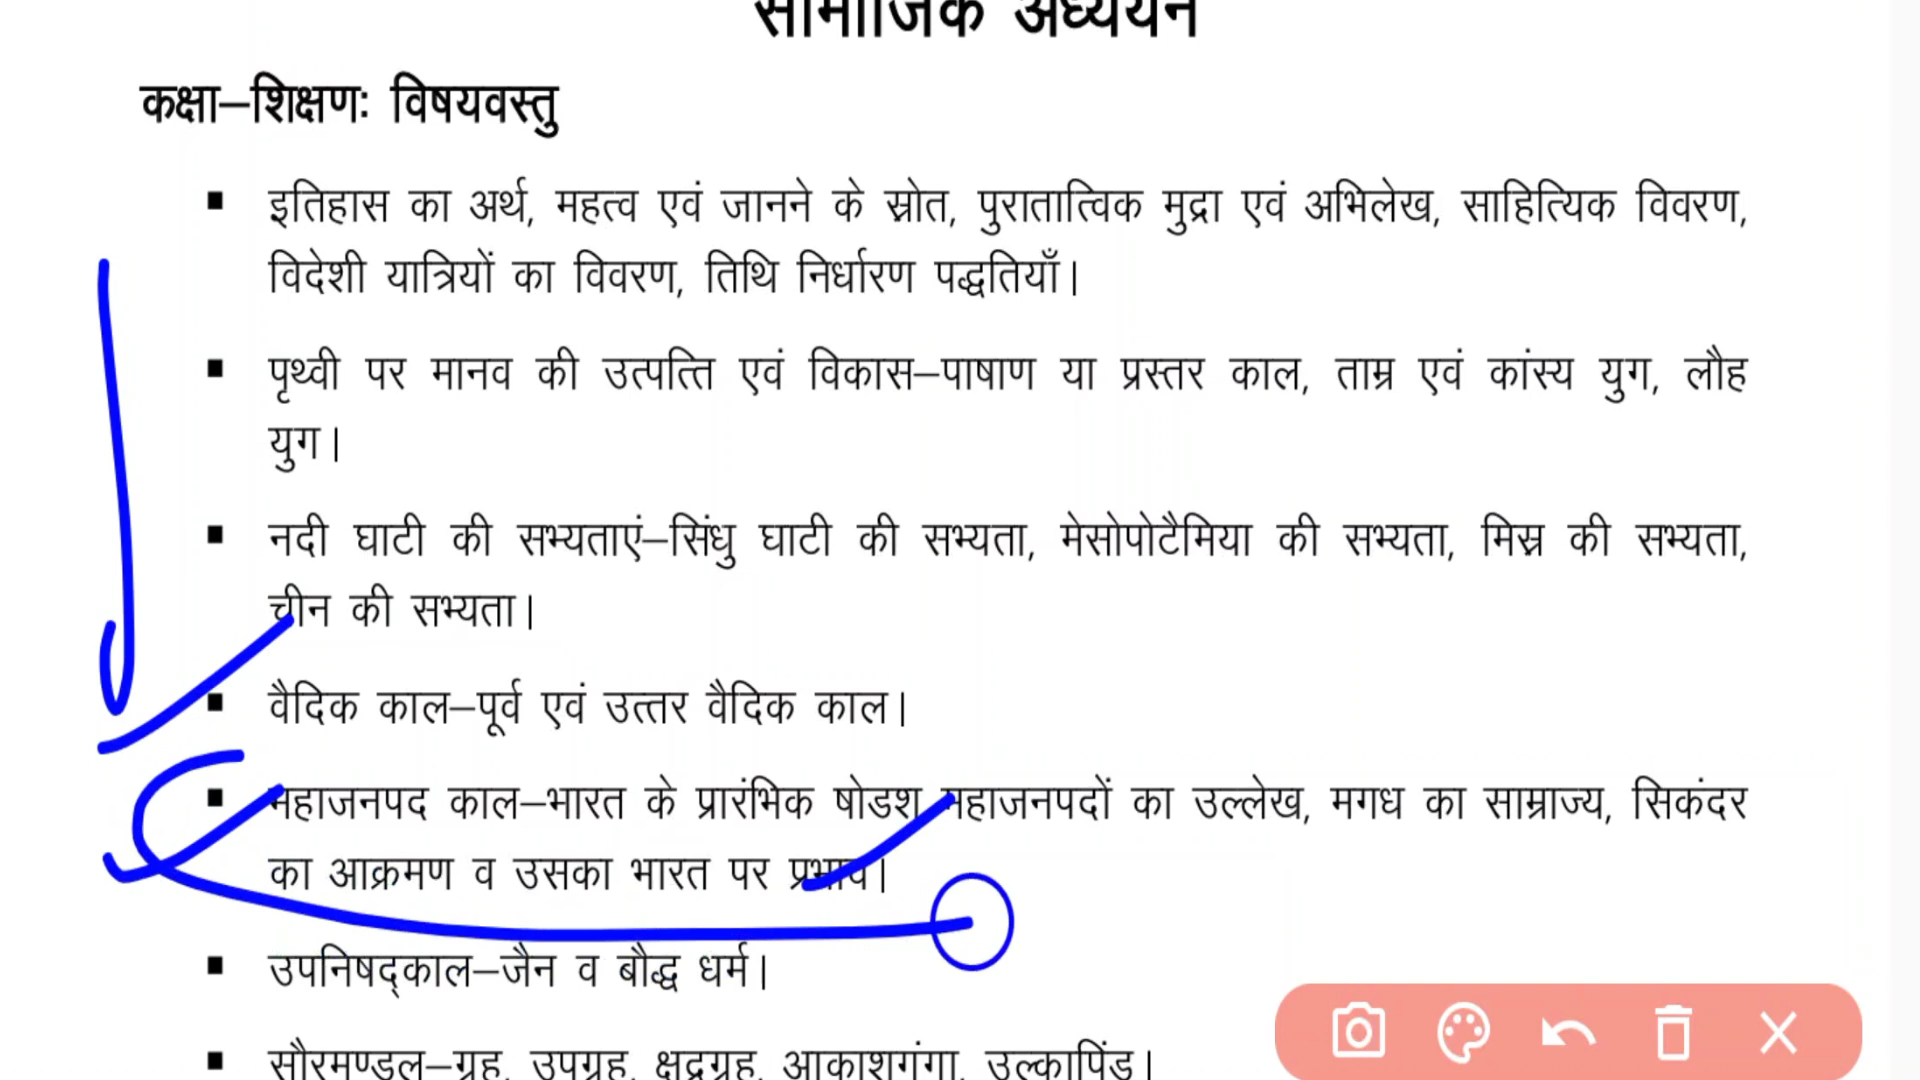 सामाजिक अध्ययन
कक्षा–शिक्षणः विषयवस्तु
▪ इतिहास का अर्थ, महत्व एवं जानने के स्रोत, पुरातात्विक मुद्रा एवं अभिलेख, साहित्यिक विवरण,
विदेशी यात्रियों का विवरण, तिथि निर्धारण पद्धतियाँ।
▪ पृथ्वी पर मानव की उत्पत्ति एवं विकास–पाषाण या प्रस्तर काल, ताम्र एवं कांस्य युग, लौह
युग।
▪ नदी घाटी की सभ्यताएं–सिंधु घाटी की सभ्यता, मेसोपोटैमिया की सभ्यता, मिस्र की सभ्यता,
चीन की सभ्यता।
▪ वैदिक काल–पूर्व एवं उत्तर वैदिक काल।
▪ महाजनपद काल–भारत के प्रारंभिक षोडश महाजनपदों का उल्लेख, मगध का साम्राज्य, सिकंदर
का आक्रमण व उसका भारत पर प्रभाव।
▪ उपनिषद्काल–जैन व बौद्ध धर्म।
▪ सौरमण्डल–ग्रह, उपग्रह, क्षुद्रग्रह, आकाशगंगा, उल्कापिंड।